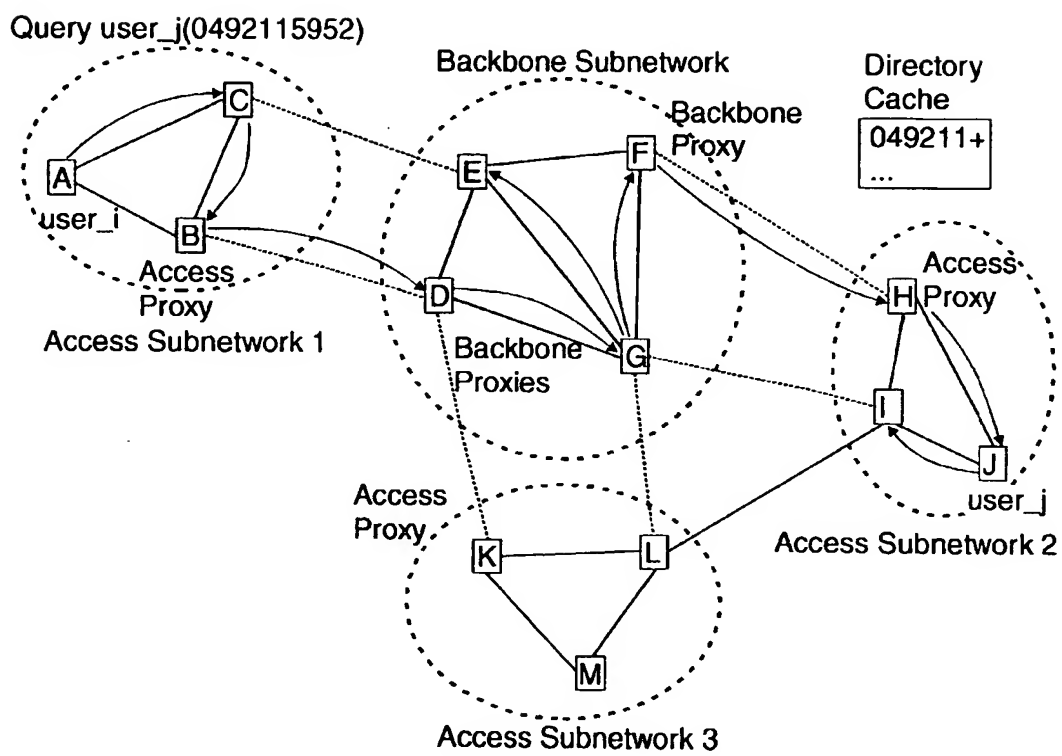 Query user_j(0492115952)
Backbone Subnetwork
Directory
Cache
049211+
...
Backbone
Proxy
C
F
E
A
user_i
B
Access
Proxy
Access Subnetwork 1
D
Backbone
Proxies
G
H
Access
Proxy
I
J
user_j
Access Subnetwork 2
Access
Proxy
K
L
M
Access Subnetwork 3